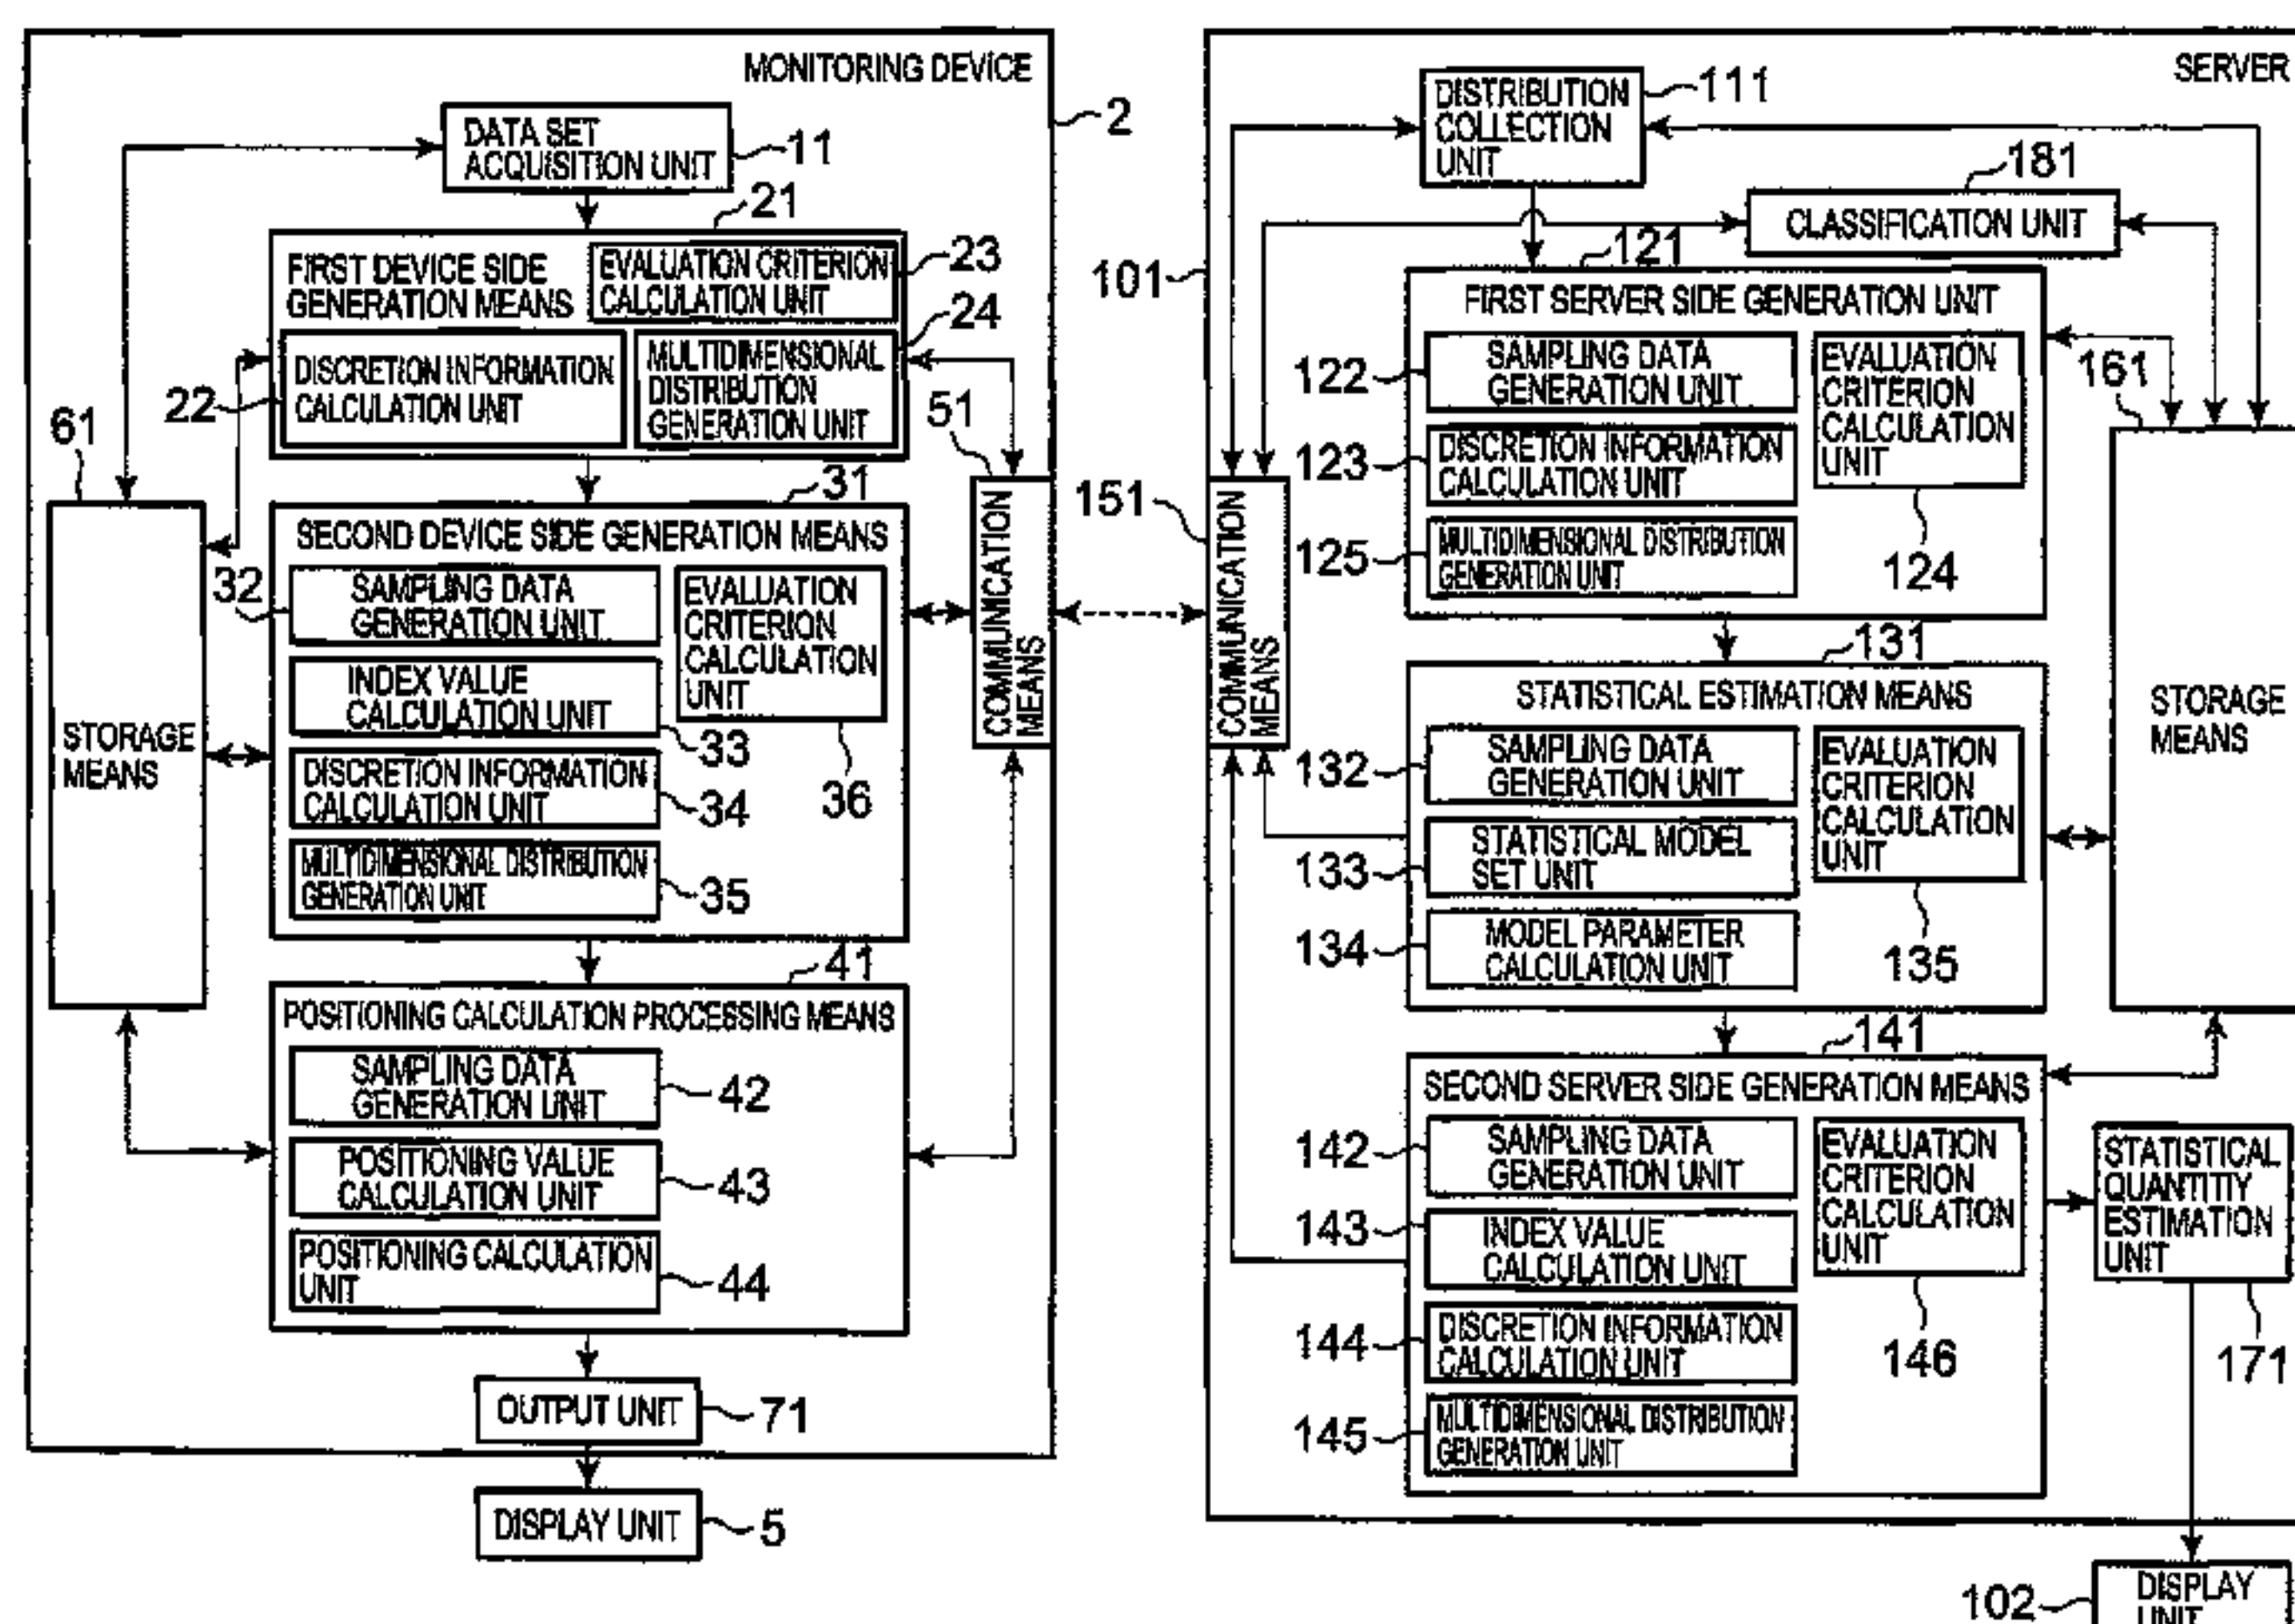 MONITORING DEVICE
2
DATA SET
ACQUISITION UNIT
11
21
FIRST DEVICE SIDE
GENERATION MEANS
EVALUATION CRITERION
CALCULATION UNIT
23
24
DISCRETION INFORMATION
CALCULATION UNIT
22
MULTIDIMENSIONAL
DISTRIBUTION
GENERATION UNIT
61
STORAGE
MEANS
51
COMMUNICATION
MEANS
31
SECOND DEVICE SIDE GENERATION MEANS
32
SAMPLING DATA
GENERATION UNIT
EVALUATION
CRITERION
CALCULATION
UNIT
36
INDEX VALUE
CALCULATION UNIT
33
DISCRETION INFORMATION
CALCULATION UNIT
34
MULTIDIMENSIONAL DISTRIBUTION
GENERATION UNIT
35
41
POSITIONING CALCULATION PROCESSING MEANS
SAMPLING DATA
GENERATION UNIT
42
POSITIONING VALUE
CALCULATION UNIT
43
POSITIONING CALCULATION
UNIT
44
OUTPUT UNIT
71
DISPLAY UNIT
5
SERVER
101
DISTRIBUTION
COLLECTION
UNIT
111
181
CLASSIFICATION UNIT
121
FIRST SERVER SIDE GENERATION UNIT
122
SAMPLING DATA
GENERATION UNIT
EVALUATION
CRITERION
CALCULATION
UNIT
124
123
DISCRETION INFORMATION
CALCULATION UNIT
125
MULTIDIMENSIONAL DISTRIBUTION
GENERATION UNIT
161
STORAGE
MEANS
151
COMMUNICATION
MEANS
131
STATISTICAL ESTIMATION MEANS
132
SAMPLING DATA
GENERATION UNIT
EVALUATION
CRITERION
CALCULATION
UNIT
135
133
STATISTICAL MODEL
SET UNIT
134
MODEL PARAMETER
CALCULATION UNIT
141
SECOND SERVER SIDE GENERATION MEANS
142
SAMPLING DATA
GENERATION UNIT
EVALUATION
CRITERION
CALCULATION
UNIT
146
143
INDEX VALUE
CALCULATION UNIT
144
DISCRETION INFORMATION
CALCULATION UNIT
145
MULTIDIMENSIONAL DISTRIBUTION
GENERATION UNIT
STATISTICAL
QUANTITIY
ESTIMATION
UNIT
171
102
DISPLAY
UNIT